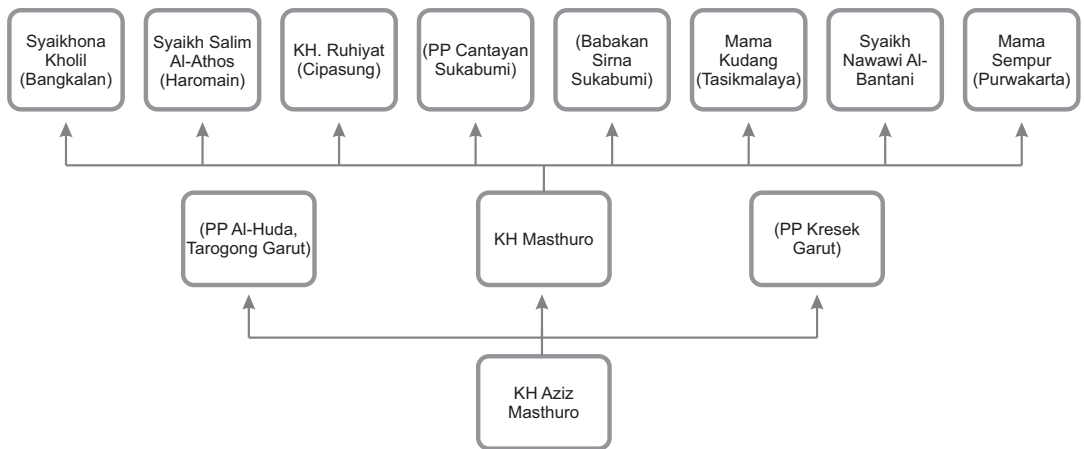 Syaikhona
Kholil
(Bangkalan)
Syaikh Salim
Al-Athos
(Haromain)
KH. Ruhiyat
(Cipasung)
(PP Cantayan
Sukabumi)
(Babakan
Sirna
Sukabumi)
Mama
Kudang
(Tasikmalaya)
Syaikh
Nawawi Al-
Bantani
Mama
Sempur
(Purwakarta)
(PP Al-Huda,
Tarogong Garut)
KH Masthuro
(PP Kresek
Garut)
KH Aziz
Masthuro